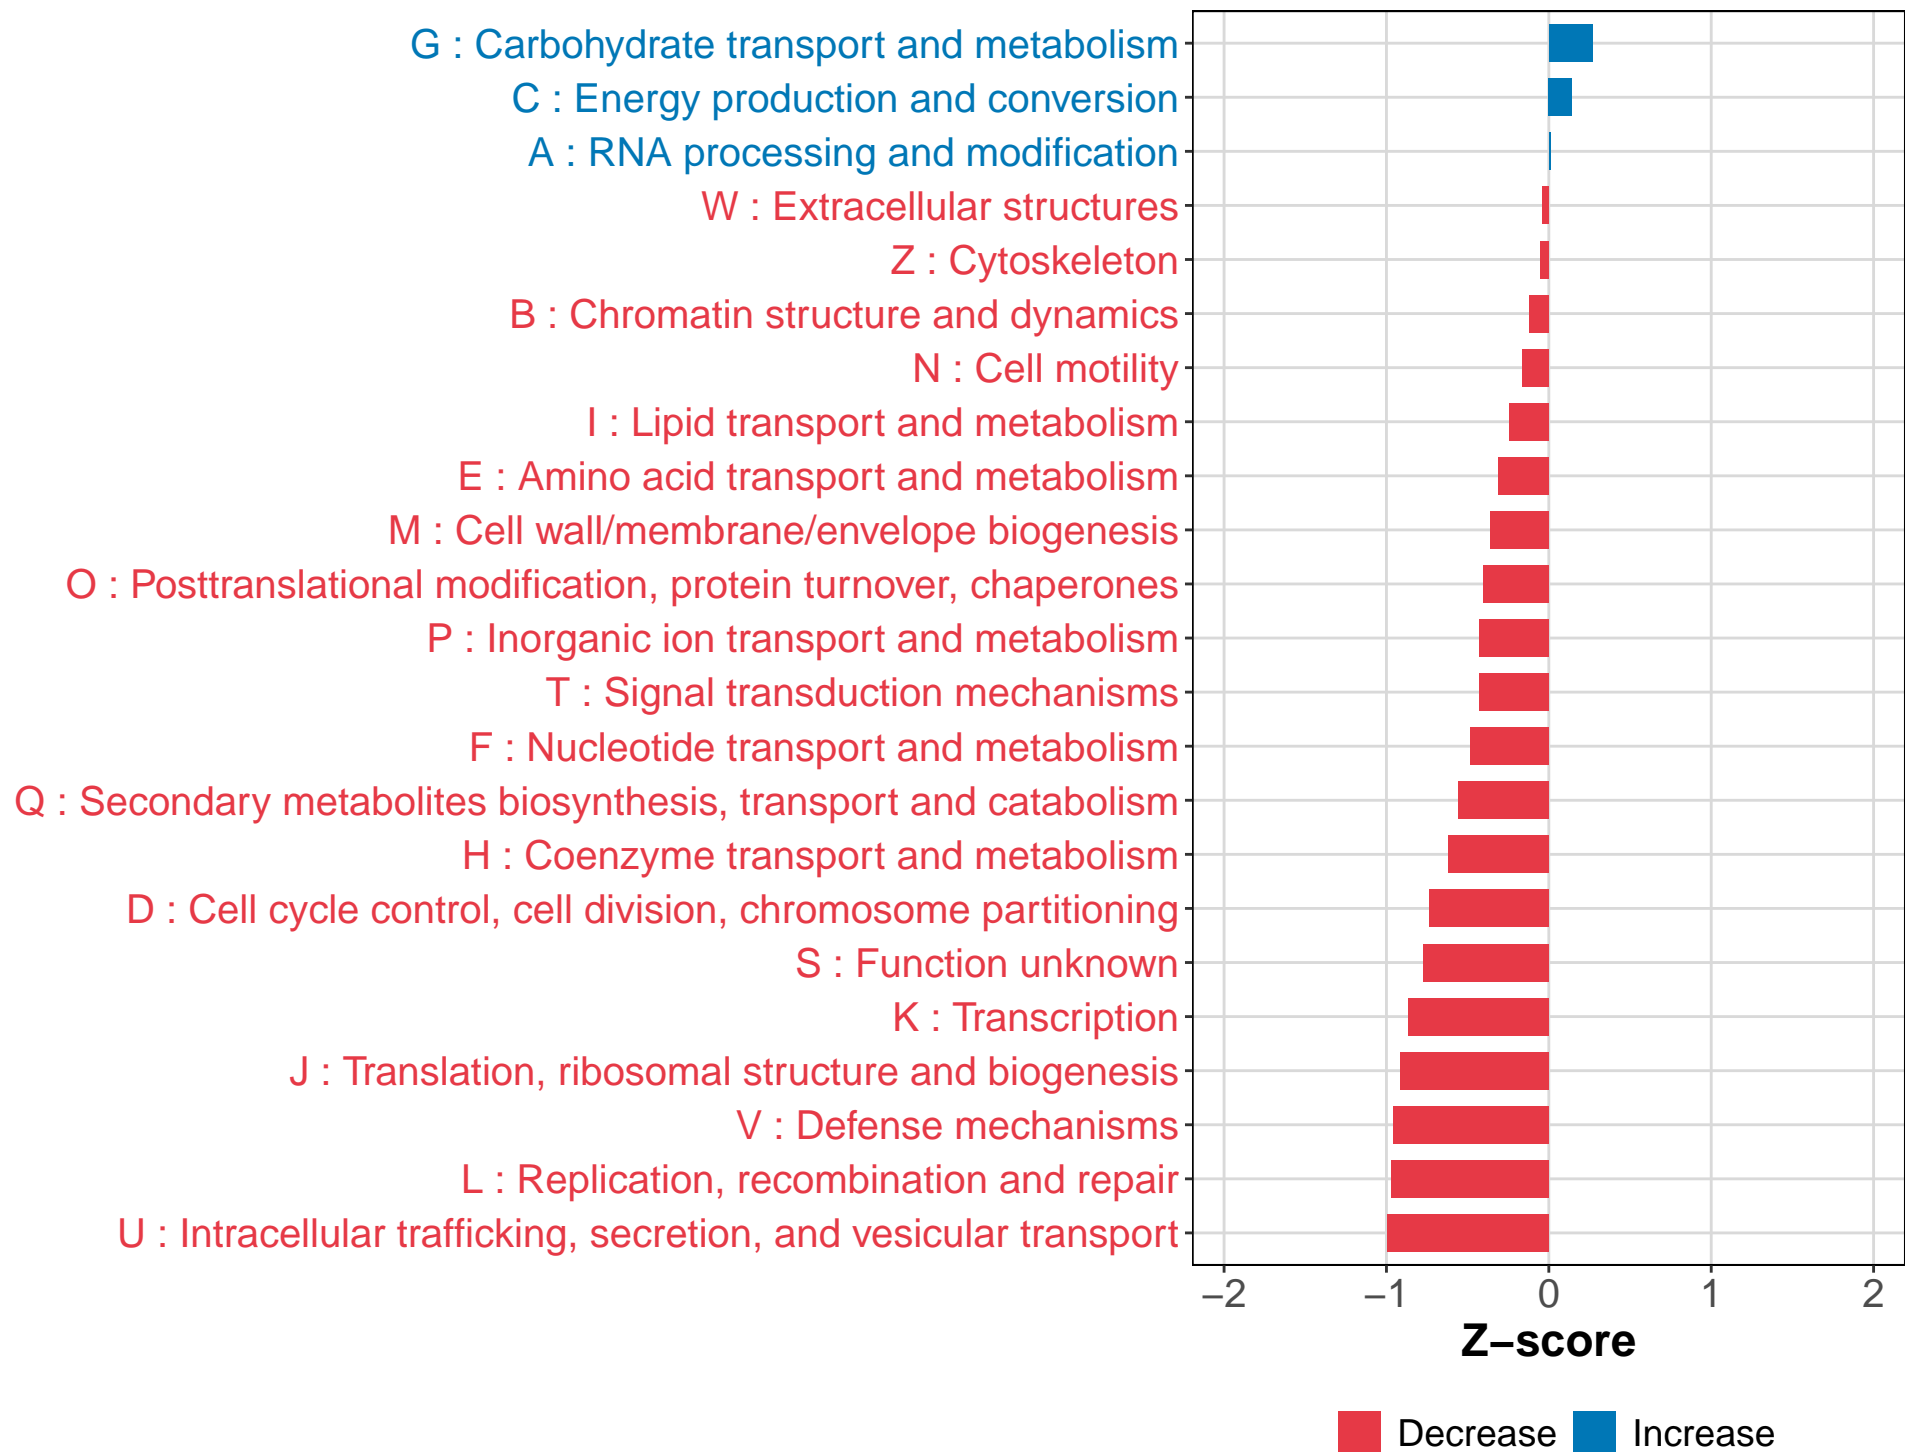 G : Carbohydrate transport and metabolism
C : Energy production and conversion
A : RNA processing and modification
W : Extracellular structures
Z : Cytoskeleton
B : Chromatin structure and dynamics
N : Cell motility
I : Lipid transport and metabolism
E : Amino acid transport and metabolism
M : Cell wall/membrane/envelope biogenesis
O : Posttranslational modification, protein turnover, chaperones
P : Inorganic ion transport and metabolism
T : Signal transduction mechanisms
F : Nucleotide transport and metabolism
Q : Secondary metabolites biosynthesis, transport and catabolism
H : Coenzyme transport and metabolism
D : Cell cycle control, cell division, chromosome partitioning
S : Function unknown
K : Transcription
J : Translation, ribosomal structure and biogenesis
V : Defense mechanisms
L : Replication, recombination and repair
U : Intracellular trafficking, secretion, and vesicular transport
−2 −1 0 1 2
Z−score
Decrease Increase